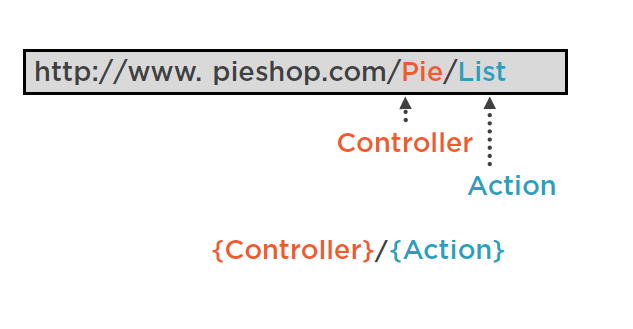 http://www. pieshop.com/Pie/List
Controller
Action
{Controller}/{Action}